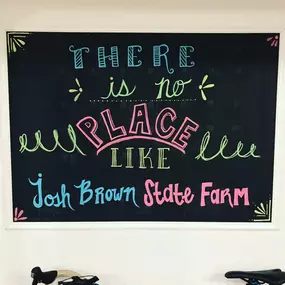 THERE
is no
PLACE
LIKE
Josh Brown State Farm